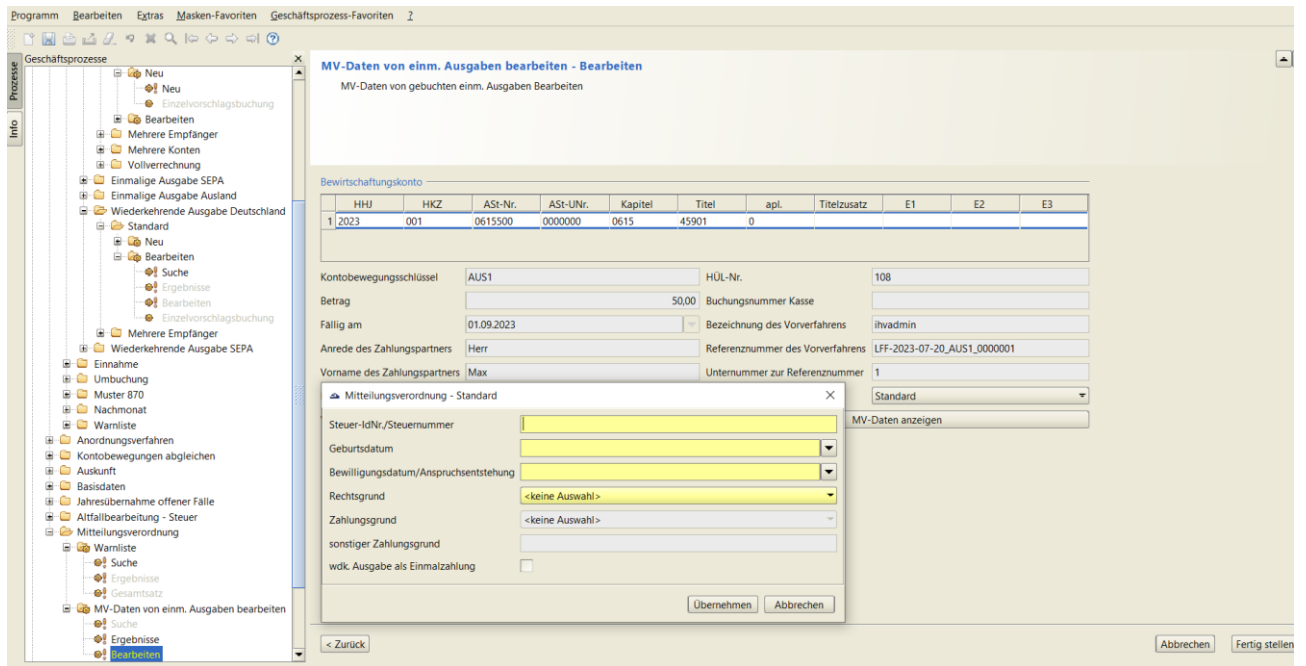 Programm Bearbeiten Extras Masken-Favoriten Geschäftsprozess-Favoriten ?
Prozesse
Info
Geschäftsprozesse
Neu
Neu
Einzelvorschlagsbuchung
Bearbeiten
Mehrere Empfänger
Mehrere Konten
Vollverrechnung
Einmalige Ausgabe SEPA
Einmalige Ausgabe Ausland
Wiederkehrende Ausgabe Deutschland
Standard
Neu
Bearbeiten
Suche
Ergebnisse
Bearbeiten
Einzelvorschlagsbuchung
Mehrere Empfänger
Wiederkehrende Ausgabe SEPA
Einnahme
Umbuchung
Muster 870
Nachmonat
Warnliste
Anordnungsverfahren
Kontobewegungen abgleichen
Auskunft
Basisdaten
Jahresübernahme offener Fälle
Altfallbearbeitung - Steuer
Mitteilungsverordnung
Warnliste
Suche
Ergebnisse
Gesamtsatz
MV-Daten von einm. Ausgaben bearbeiten
Suche
Ergebnisse
Bearbeiten
MV-Daten von einm. Ausgaben bearbeiten - Bearbeiten
MV-Daten von gebuchten einm. Ausgaben Bearbeiten
Bewirtschaftungskonto
HHJ HKZ ASt-Nr. ASt-UNr. Kapitel Titel apl. Titelzusatz E1 E2 E3
1 2023 001 0615500 0000000 0615 45901 0
Kontobewegungsschlüssel AUS1 HÜL-Nr. 108
Betrag 50,00 Buchungsnummer Kasse
Fällig am 01.09.2023 Bezeichnung des Vorverfahrens ihvadmin
Anrede des Zahlungspartners Herr Referenznummer des Vorverfahrens LFF-2023-07-20_AUS1_0000001
Vorname des Zahlungspartners Max Unternummer zur Referenznummer 1
Standard
MV-Daten anzeigen
Mitteilungsverordnung - Standard
Steuer-IdNr./Steuernummer
Geburtsdatum
Bewilligungsdatum/Anspruchsentstehung
Rechtsgrund <keine Auswahl>
Zahlungsgrund <keine Auswahl>
sonstiger Zahlungsgrund
wdk. Ausgabe als Einmalzahlung
Übernehmen Abbrechen
< Zurück Abbrechen Fertig stellen